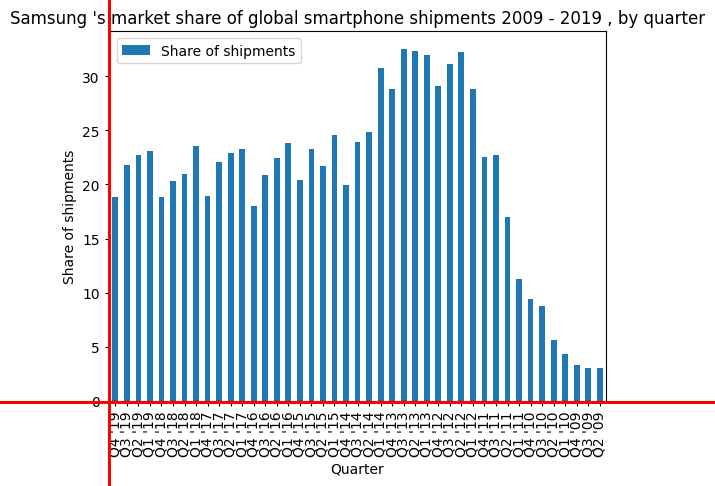 Samsung 's market share of global smartphone shipments 2009 - 2019 , by quarter
Share of shipments
30
25
20
15
10
5
0
Share of shipments
Q4 '19
Q3 '19
Q2 '19
Q1 '19
Q4 '18
Q3 '18
Q2 '18
Q1 '18
Q4 '17
Q3 '17
Q2 '17
Q1 '17
Q4 '16
Q3 '16
Q2 '16
Q1 '16
Q4 '15
Q3 '15
Q2 '15
Q1 '15
Q4 '14
Q3 '14
Q2 '14
Q1 '14
Q4 '13
Q3 '13
Q2 '13
Q1 '13
Q4 '12
Q3 '12
Q2 '12
Q1 '12
Q4 '11
Q3 '11
Q2 '11
Q1 '11
Q4 '10
Q3 '10
Q2 '10
Q1 '10
Q4 '09
Q3 '09
Q2 '09
Quarter